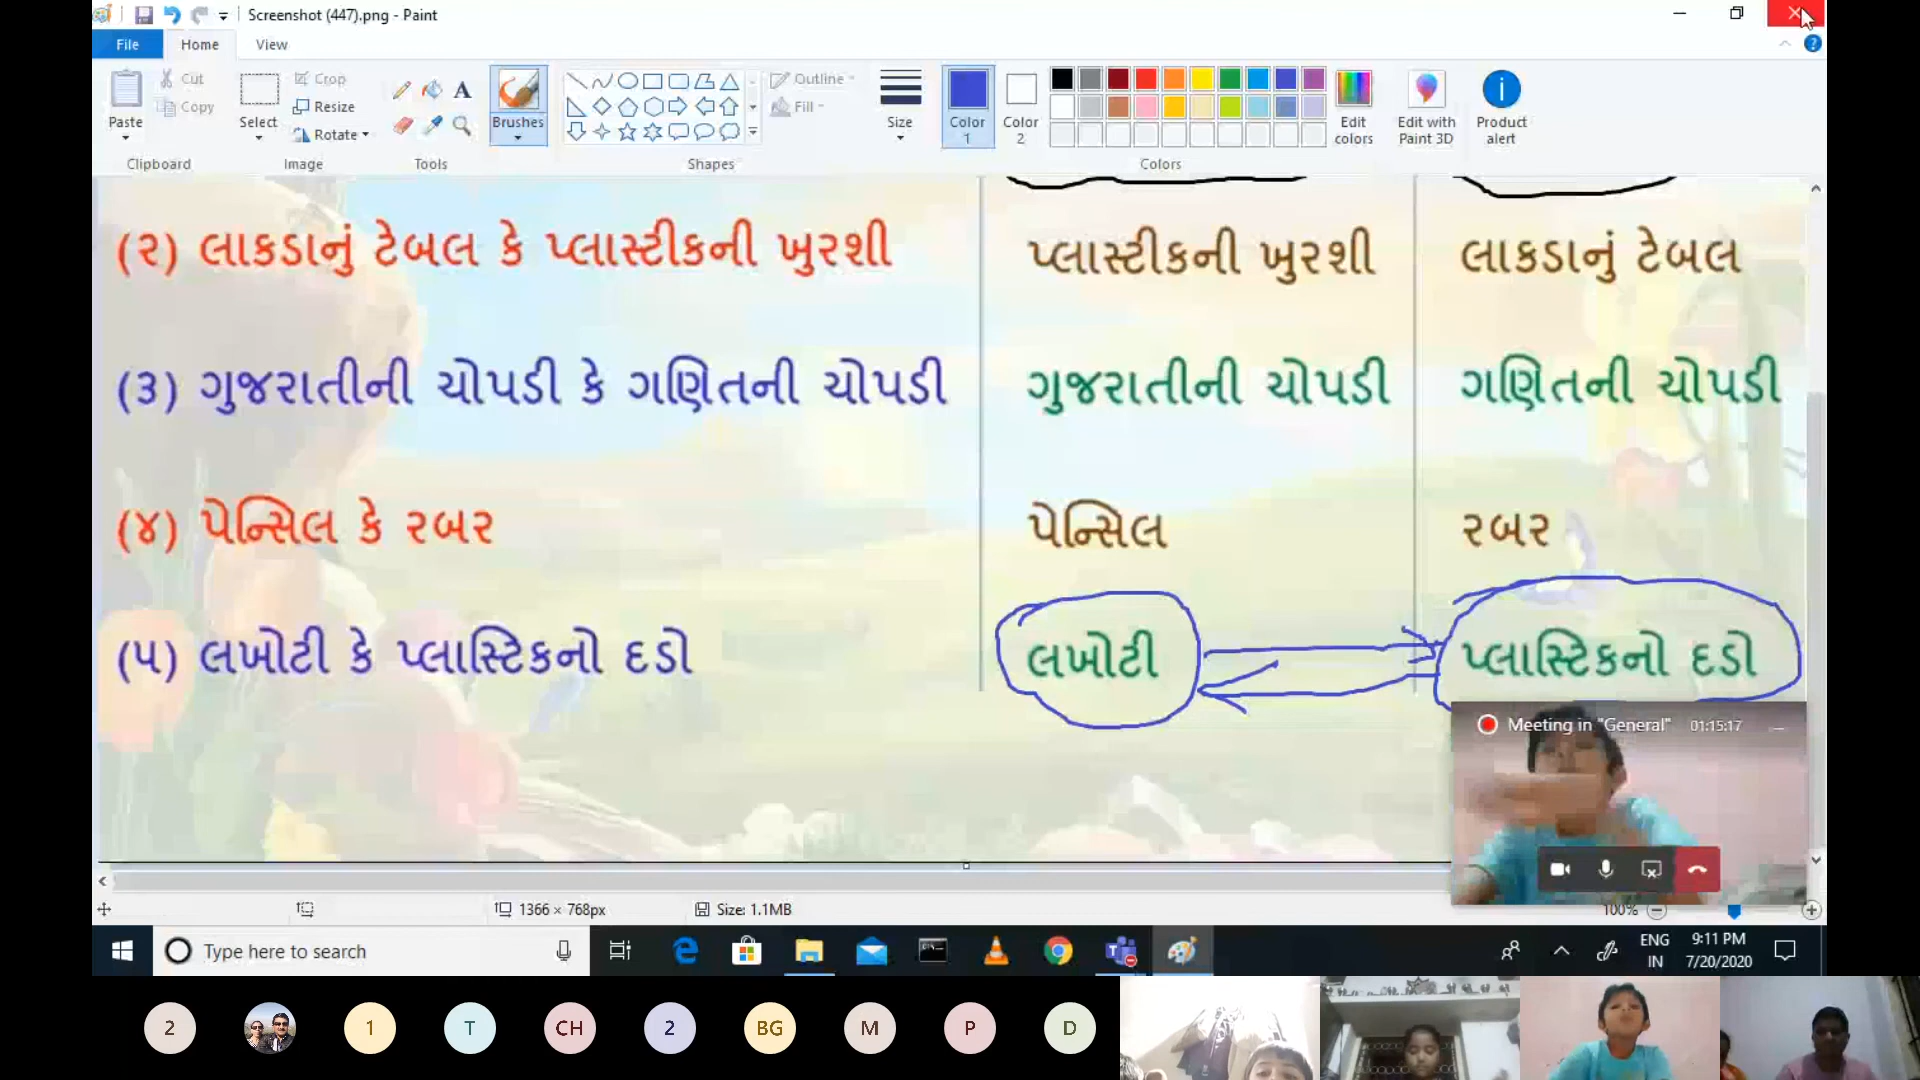 Screenshot (447).png - Paint
File Home View
Paste Cut Copy Select Crop Resize Rotate Brushes Outline Fill Size Color 1 Color 2 Edit colors Edit with Paint 3D Product alert
Clipboard Image Tools Shapes Colors
(૨) લાકડાનું ટેબલ કે પ્લાસ્ટીકની ખુરશી પ્લાસ્ટીકની ખુરશી લાકડાનું ટેબલ
(૩) ગુજરાતીની ચોપડી કે ગણિતની ચોપડી ગુજરાતીની ચોપડી ગણિતની ચોપડી
(૪) પેન્સિલ કે રબર પેન્સિલ રબર
(૫) લખોટી કે પ્લાસ્ટિકનો દડો લખોટી પ્લાસ્ટિકનો દડો
Meeting in "General" 01:15:17
1366 × 768px Size: 1.1MB 100%
Type here to search ENG IN 9:11 PM 7/20/2020
2 1 T CH 2 BG M P D